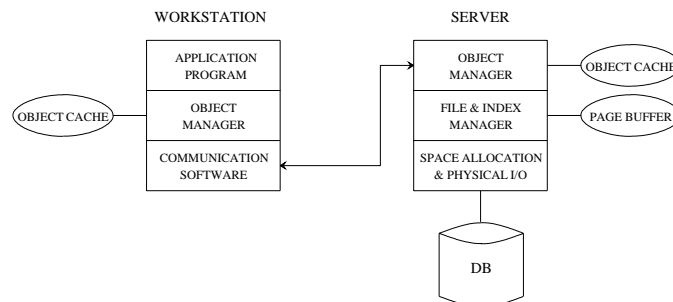 WORKSTATION
APPLICATION
PROGRAM
OBJECT CACHE
OBJECT
MANAGER
COMMUNICATION
SOFTWARE
SERVER
OBJECT
MANAGER
OBJECT CACHE
FILE & INDEX
MANAGER
PAGE BUFFER
SPACE ALLOCATION
& PHYSICAL I/O
DB